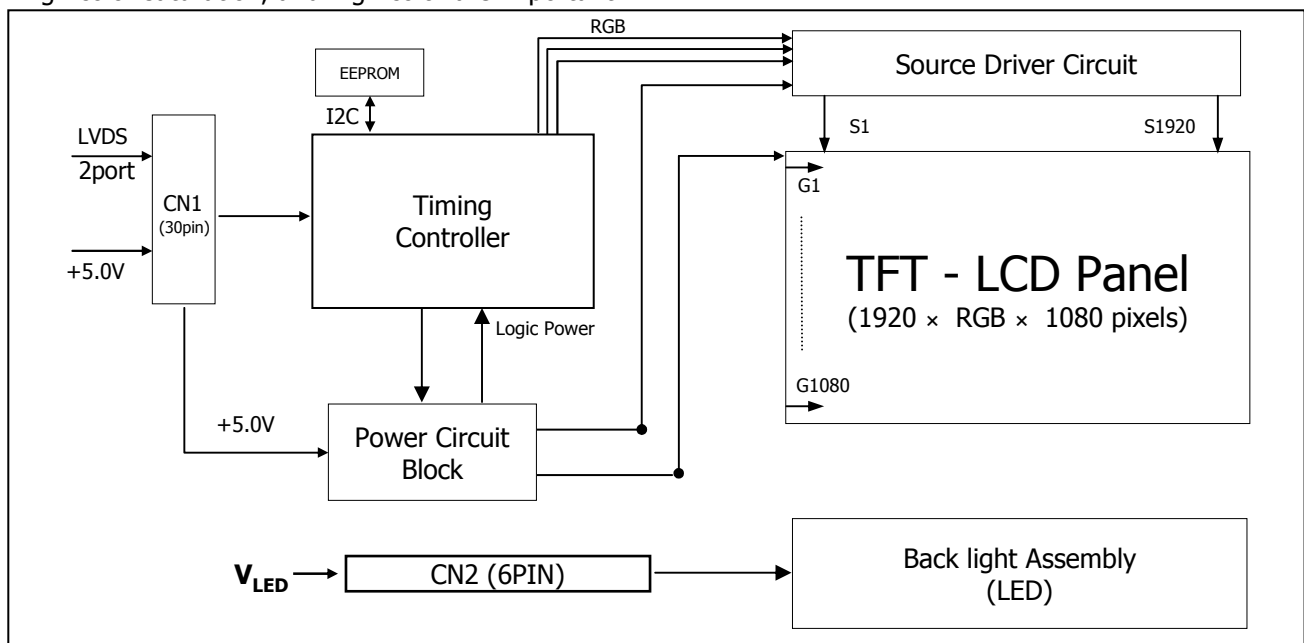 RGB
EEPROM
Source Driver Circuit
I2C
S1
S1920
LVDS
2port
CN1
(30pin)
+5.0V
Timing
Controller
G1
TFT - LCD Panel
(1920 × RGB × 1080 pixels)
G1080
Logic Power
+5.0V
Power Circuit
Block
VLED
CN2 (6PIN)
Back light Assembly
(LED)